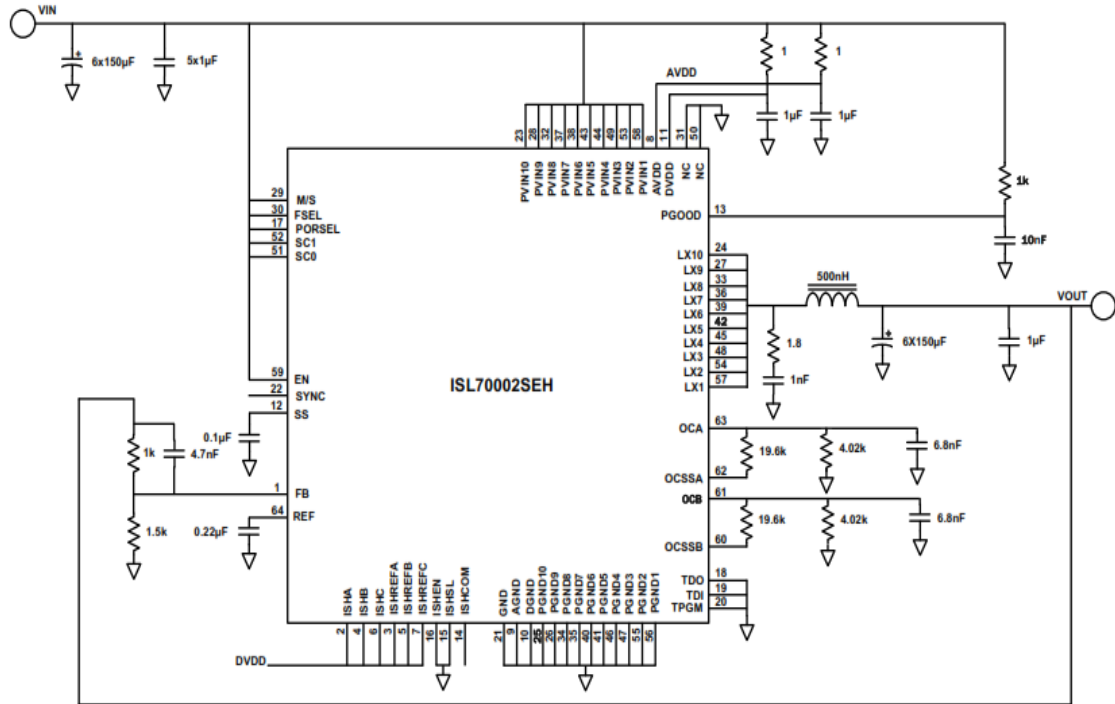 VIN
6x150µF
5x1µF
1
1
AVDD
1µF
1µF
23
28
32
37
38
43
44
49
53
58
8
11
31
50
PVIN10
PVIN9
PVIN8
PVIN7
PVIN6
PVIN5
PVIN4
PVIN3
PVIN2
PVIN1
AVDD
DVDD
NC
NC
29 M/S
30 FSEL
17 PORSEL
52 SC1
51 SC0
PGOOD 13
1k
10nF
LX10 24
LX9 27
LX8 33
LX7 36
LX6 39
LX5 42
LX4 45
LX3 48
LX2 54
LX1 57
500nH
VOUT
1.8
1nF
6X150µF
1µF
ISL70002SEH
59 EN
22 SYNC
12 SS
0.1µF
1k
4.7nF
1 FB
64 REF
1.5k
0.22µF
OCA 63
19.6k
4.02k
6.8nF
OCSSA 62
OCB 61
19.6k
4.02k
6.8nF
OCSSB 60
TDO 18
TDI 19
TPGM 20
ISHA
ISHB
ISHC
ISHREFA
ISHREFB
ISHREFC
ISHEN
ISHSL
ISHCOM
GND
AGND
DGND
PGND10
PGND9
PGND8
PGND7
PGND6
PGND5
PGND4
PGND3
PGND2
PGND1
2
4
6
3
5
7
16
15
14
21
9
10
25
26
34
35
40
41
46
47
55
56
DVDD